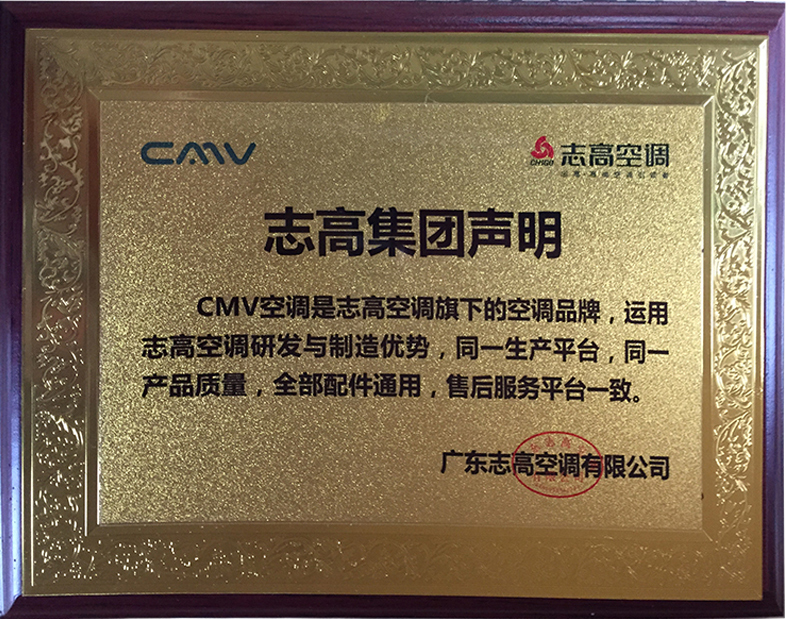 CMV
CHIGO 志高空调
志高集团声明
CMV空调是志高空调旗下的空调品牌，运用
志高空调研发与制造优势，同一生产平台，同一
产品质量，全部配件通用，售后服务平台一致。
广东志高空调有限公司